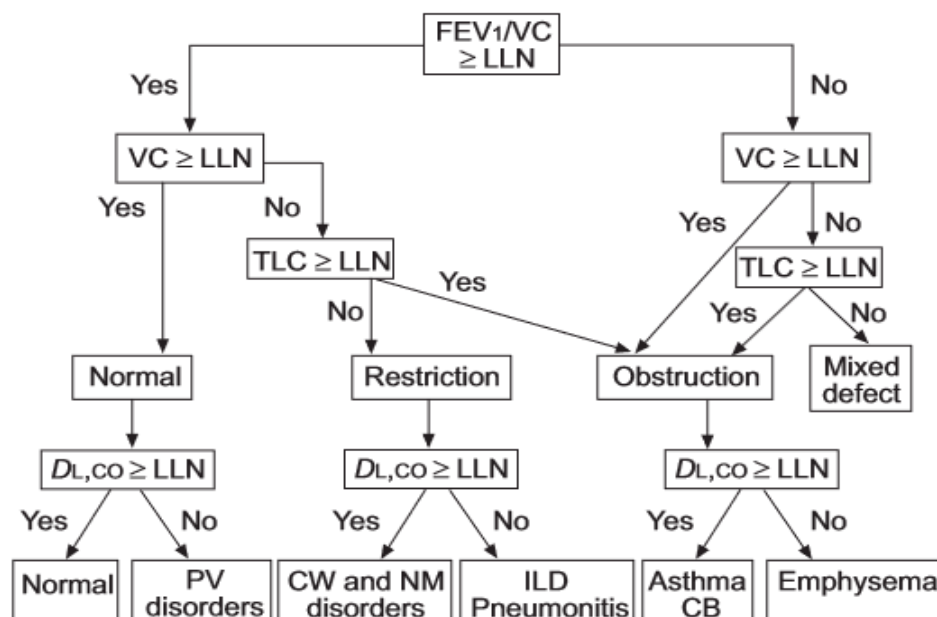 FEV1/VC
≥ LLN
Yes
No
VC ≥ LLN
VC ≥ LLN
Yes
No
Yes
No
TLC ≥ LLN
TLC ≥ LLN
Yes
No
Yes
No
Normal
Restriction
Obstruction
Mixed
defect
DL,CO ≥ LLN
DL,CO ≥ LLN
DL,CO ≥ LLN
Yes
No
Yes
No
Yes
No
Normal
PV
disorders
CW and NM
disorders
ILD
Pneumonitis
Asthma
CB
Emphysema